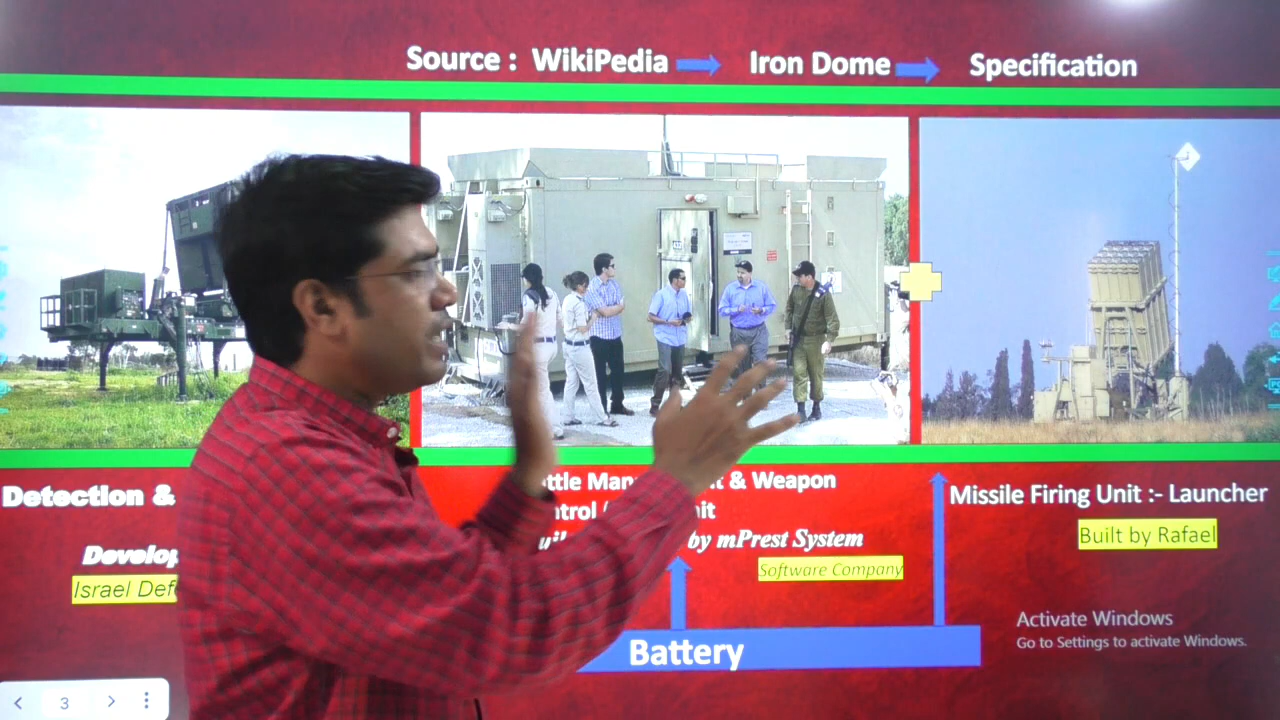 Source : WikiPedia Iron Dome Specification
Detection &
Israel
& Weapon
by mPrest System
Software Company
Missile Firing Unit :- Launcher
Built by Rafael
Battery
Activate Windows
Go to Settings to activate Windows.
3